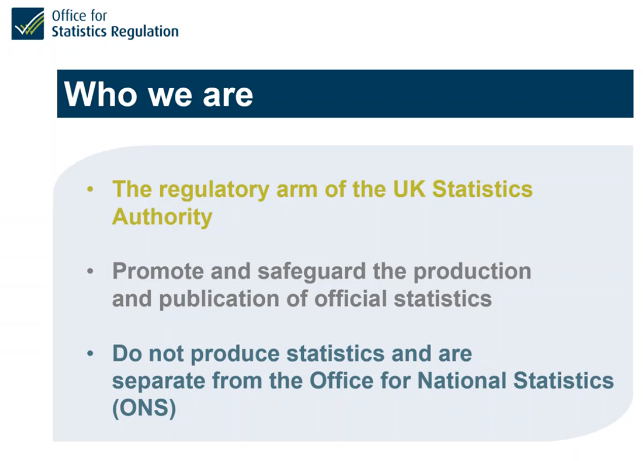 Office for
Statistics Regulation
Who we are
• The regulatory arm of the UK Statistics
Authority
• Promote and safeguard the production
and publication of official statistics
• Do not produce statistics and are
separate from the Office for National Statistics
(ONS)